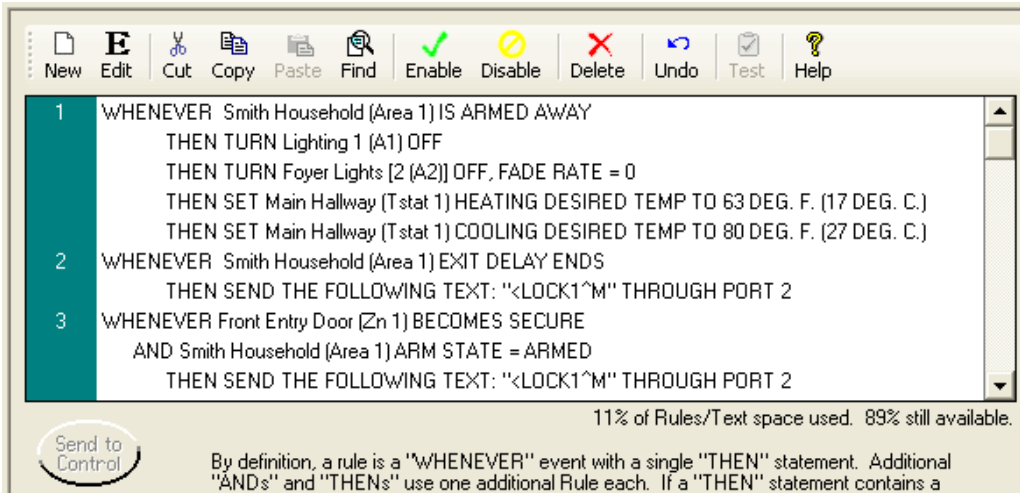 New Edit Cut Copy Paste Find Enable Disable Delete Undo Test Help
1 WHENEVER Smith Household (Area 1) IS ARMED AWAY
THEN TURN Lighting 1 (A1) OFF
THEN TURN Foyer Lights [2 (A2)] OFF, FADE RATE = 0
THEN SET Main Hallway (Tstat 1) HEATING DESIRED TEMP TO 63 DEG. F. (17 DEG. C.)
THEN SET Main Hallway (Tstat 1) COOLING DESIRED TEMP TO 80 DEG. F. (27 DEG. C.)
2 WHENEVER Smith Household (Area 1) EXIT DELAY ENDS
THEN SEND THE FOLLOWING TEXT: "<LOCK1^M" THROUGH PORT 2
3 WHENEVER Front Entry Door (Zn 1) BECOMES SECURE
AND Smith Household (Area 1) ARM STATE = ARMED
THEN SEND THE FOLLOWING TEXT: "<LOCK1^M" THROUGH PORT 2
11% of Rules/Text space used. 89% still available.
Send to
Control
By definition, a rule is a "WHENEVER" event with a single "THEN" statement. Additional
"ANDs" and "THENs" use one additional Rule each. If a "THEN" statement contains a